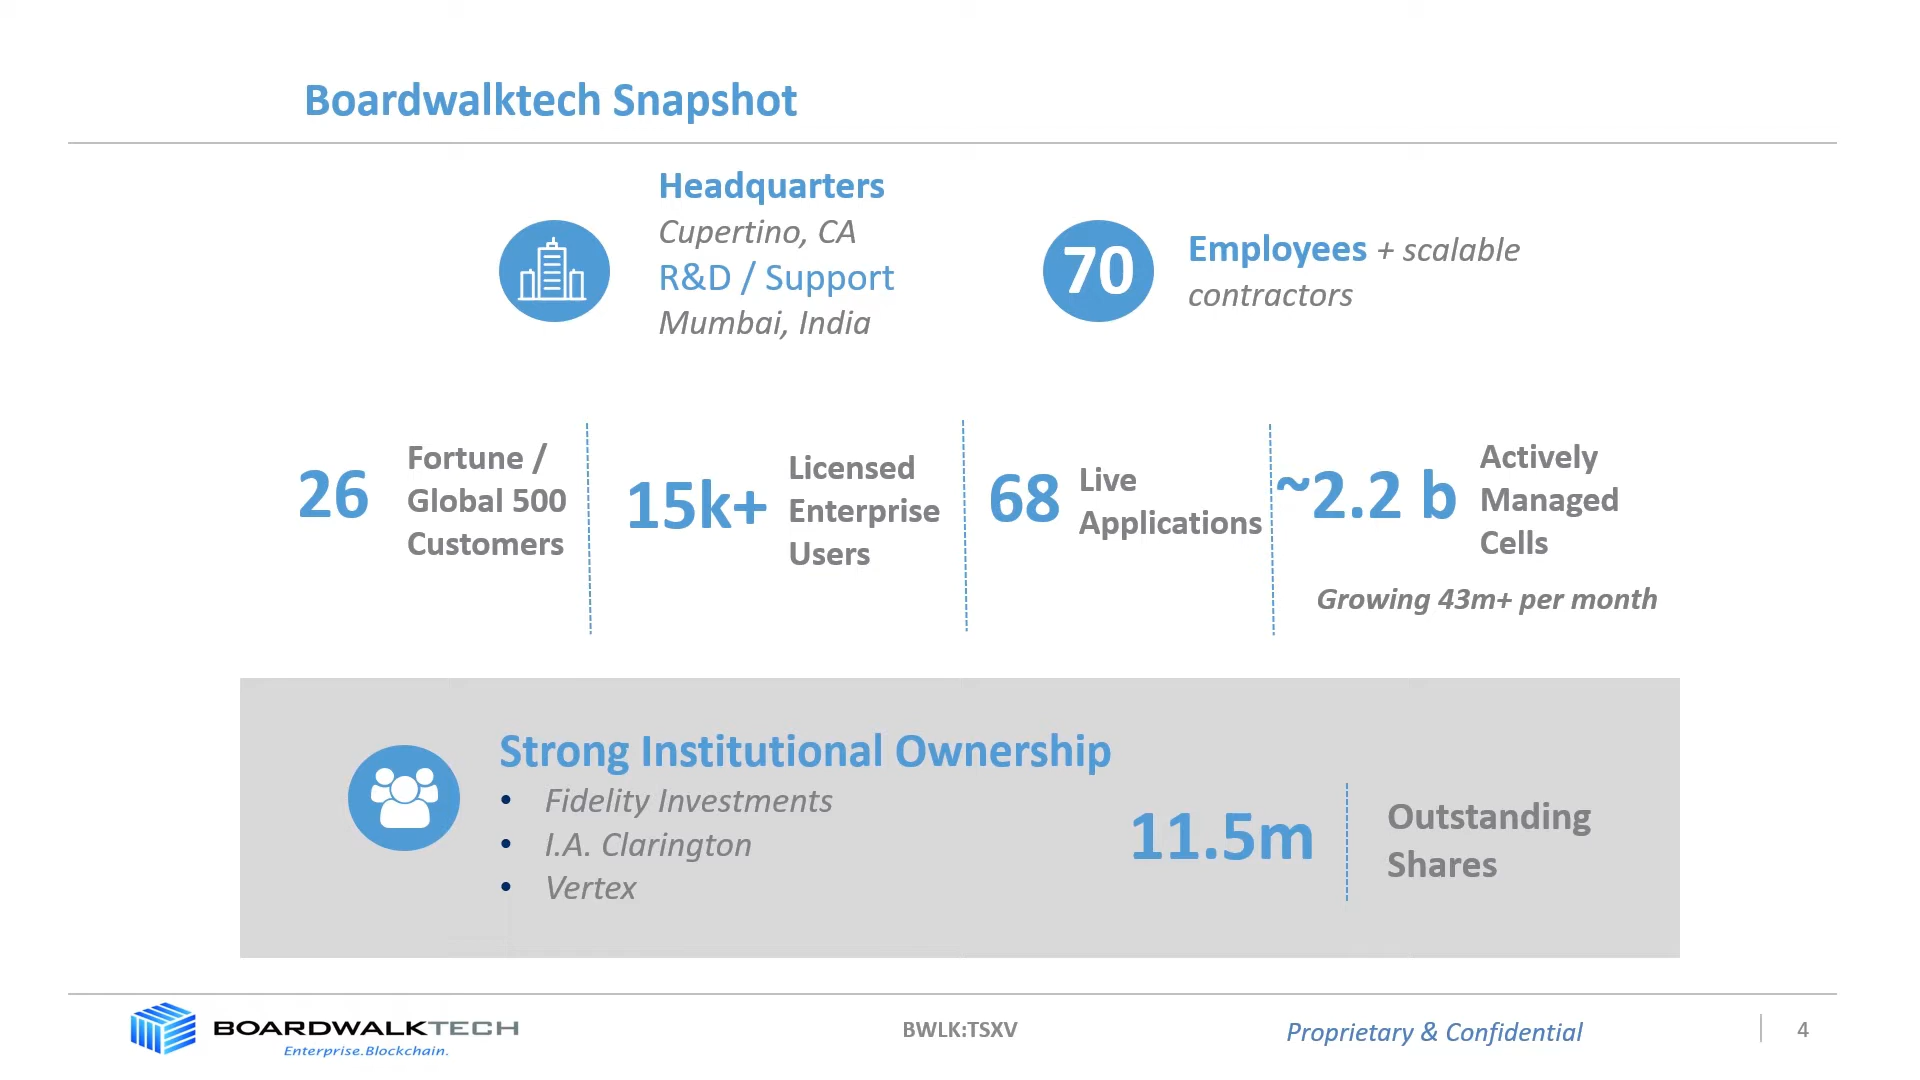 Boardwalktech Snapshot
Headquarters
Cupertino, CA
R&D / Support
Mumbai, India
70
Employees + scalable
contractors
26
Fortune /
Global 500
Customers
15k+
Licensed
Enterprise
Users
68
Live
Applications
~2.2 b
Actively
Managed
Cells
Growing 43m+ per month
Strong Institutional Ownership
• Fidelity Investments
• I.A. Clarington
• Vertex
11.5m
Outstanding
Shares
BOARDWALKTECH
Enterprise.Blockchain.
BWLK:TSXV
Proprietary & Confidential
4